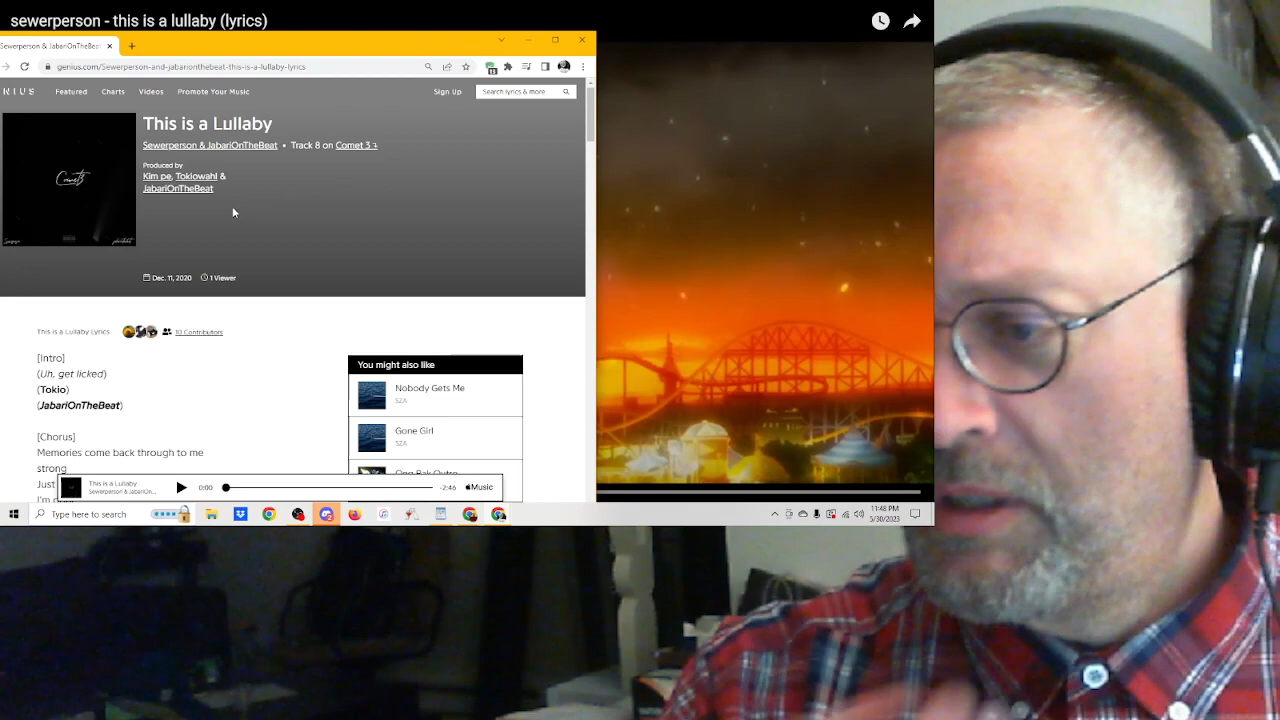 sewerperson - this is a lullaby (lyrics)
Sewerperson & JabariOnTheBeat
genius.com/Sewerperson-and-jabarionthebeat-this-is-a-lullaby-lyrics
NIUS Featured Charts Videos Promote Your Music Sign Up Search lyrics & more
This is a Lullaby
Sewerperson & JabariOnTheBeat • Track 8 on Comet 3
Produced by
Kim pe, Tokiowahl &
JabariOnTheBeat
Dec. 11, 2020 1 Viewer
This is a Lullaby Lyrics 10 Contributors
[Intro]
(Uh, get licked)
(Tokio)
(JabariOnTheBeat)
[Chorus]
Memories come back through to me
strong
Just
You might also like
Nobody Gets Me
SZA
Gone Girl
SZA
This is a Lullaby
Sewerperson & JabariOn...
0:00 -2:46 Music
Type here to search
11:48 PM
5/30/2023